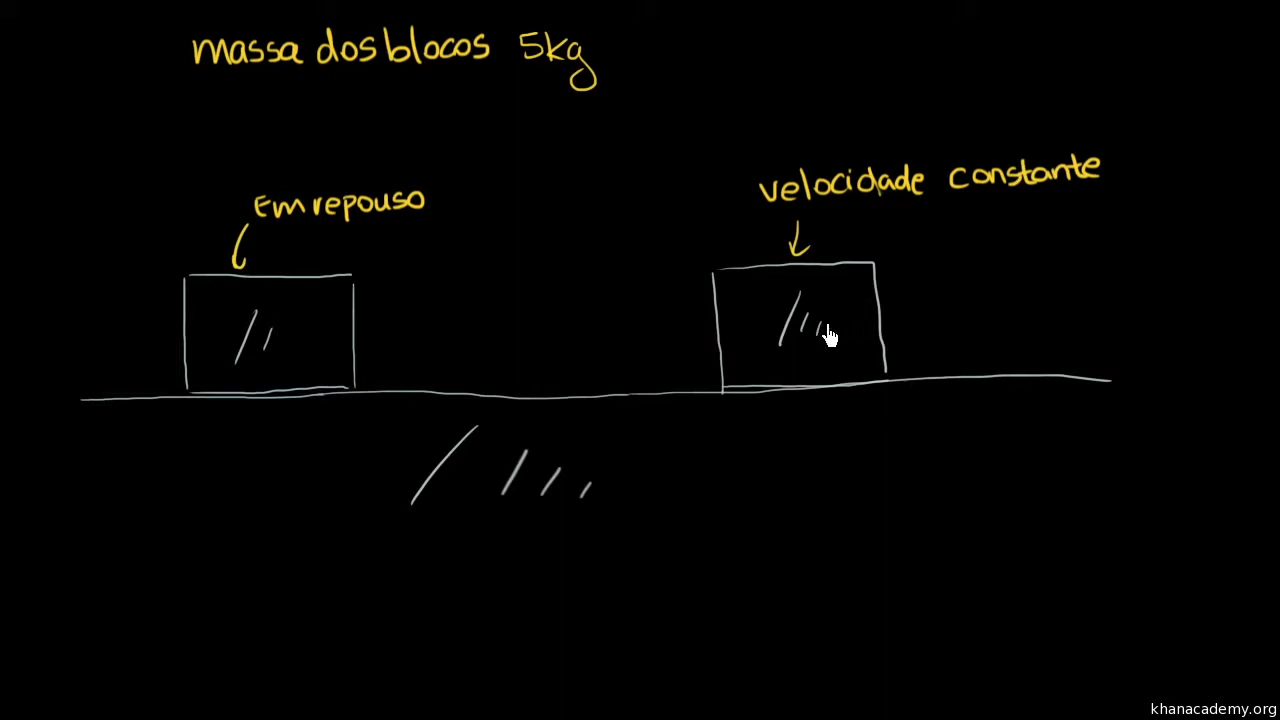 massa dos blocos 5kg
Em repouso
velocidade constante
khanacademy.org